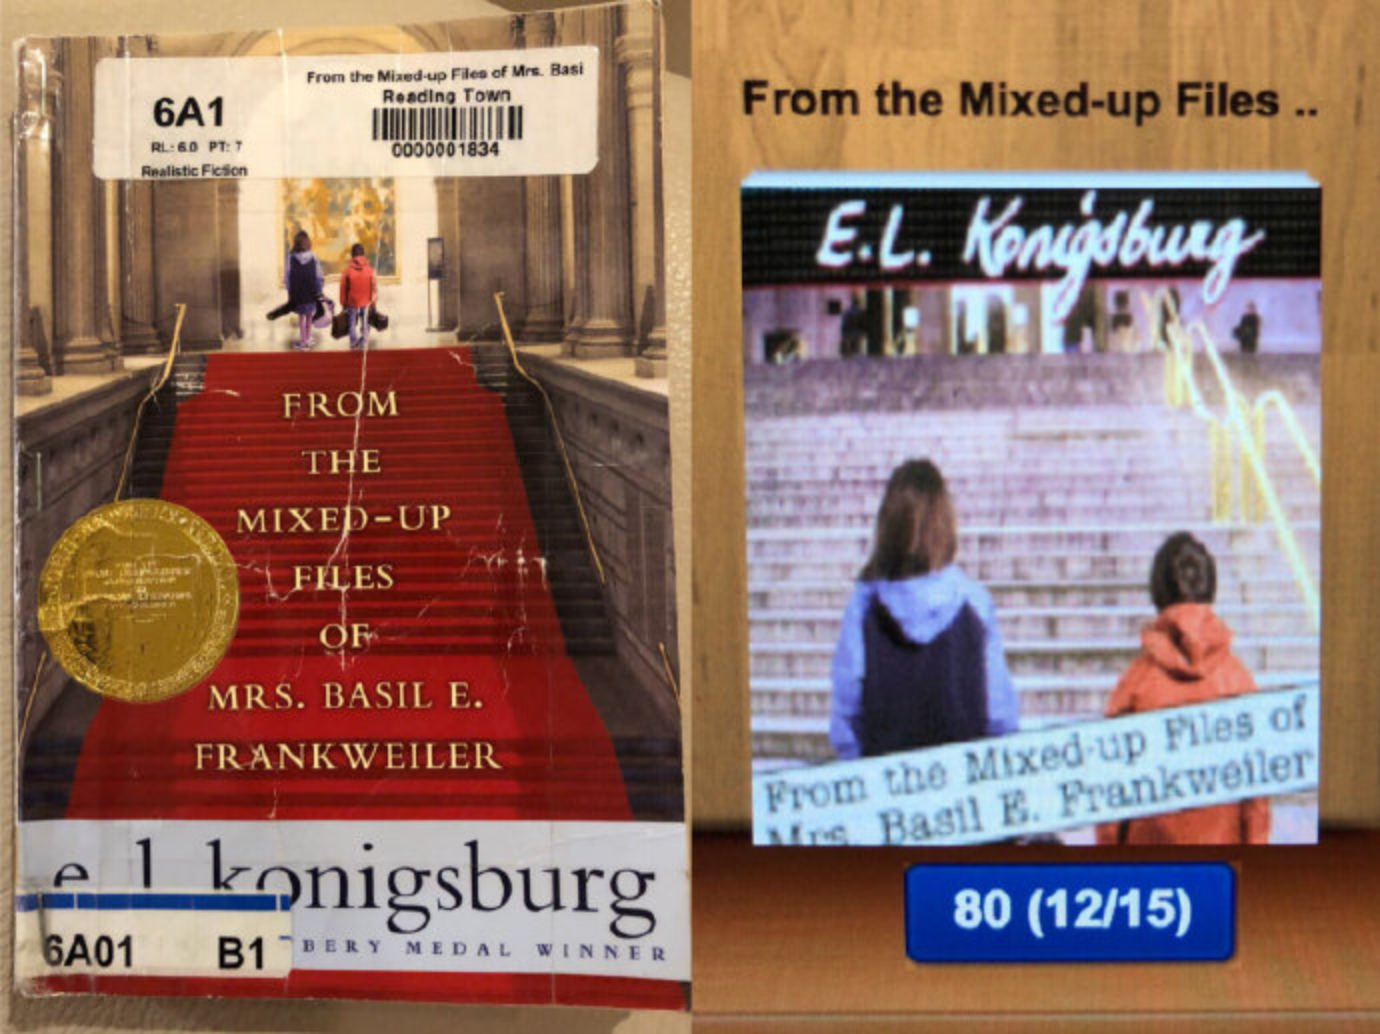 From the Mixed-up Files of Mrs. Basi
Reading Town
6A1
0000001834
RL: 6.0 PT: 7
Realistic Fiction
FROM
THE
MIXED-UP
FILES
OF
MRS. BASIL E.
FRANKWEILER
e. l. konigsburg
6A01 B1
BERY MEDAL WINNER
From the Mixed-up Files ..
E.L. Konigsburg
From the Mixed-up Files of
Mrs. Basil E. Frankweiler
80 (12/15)